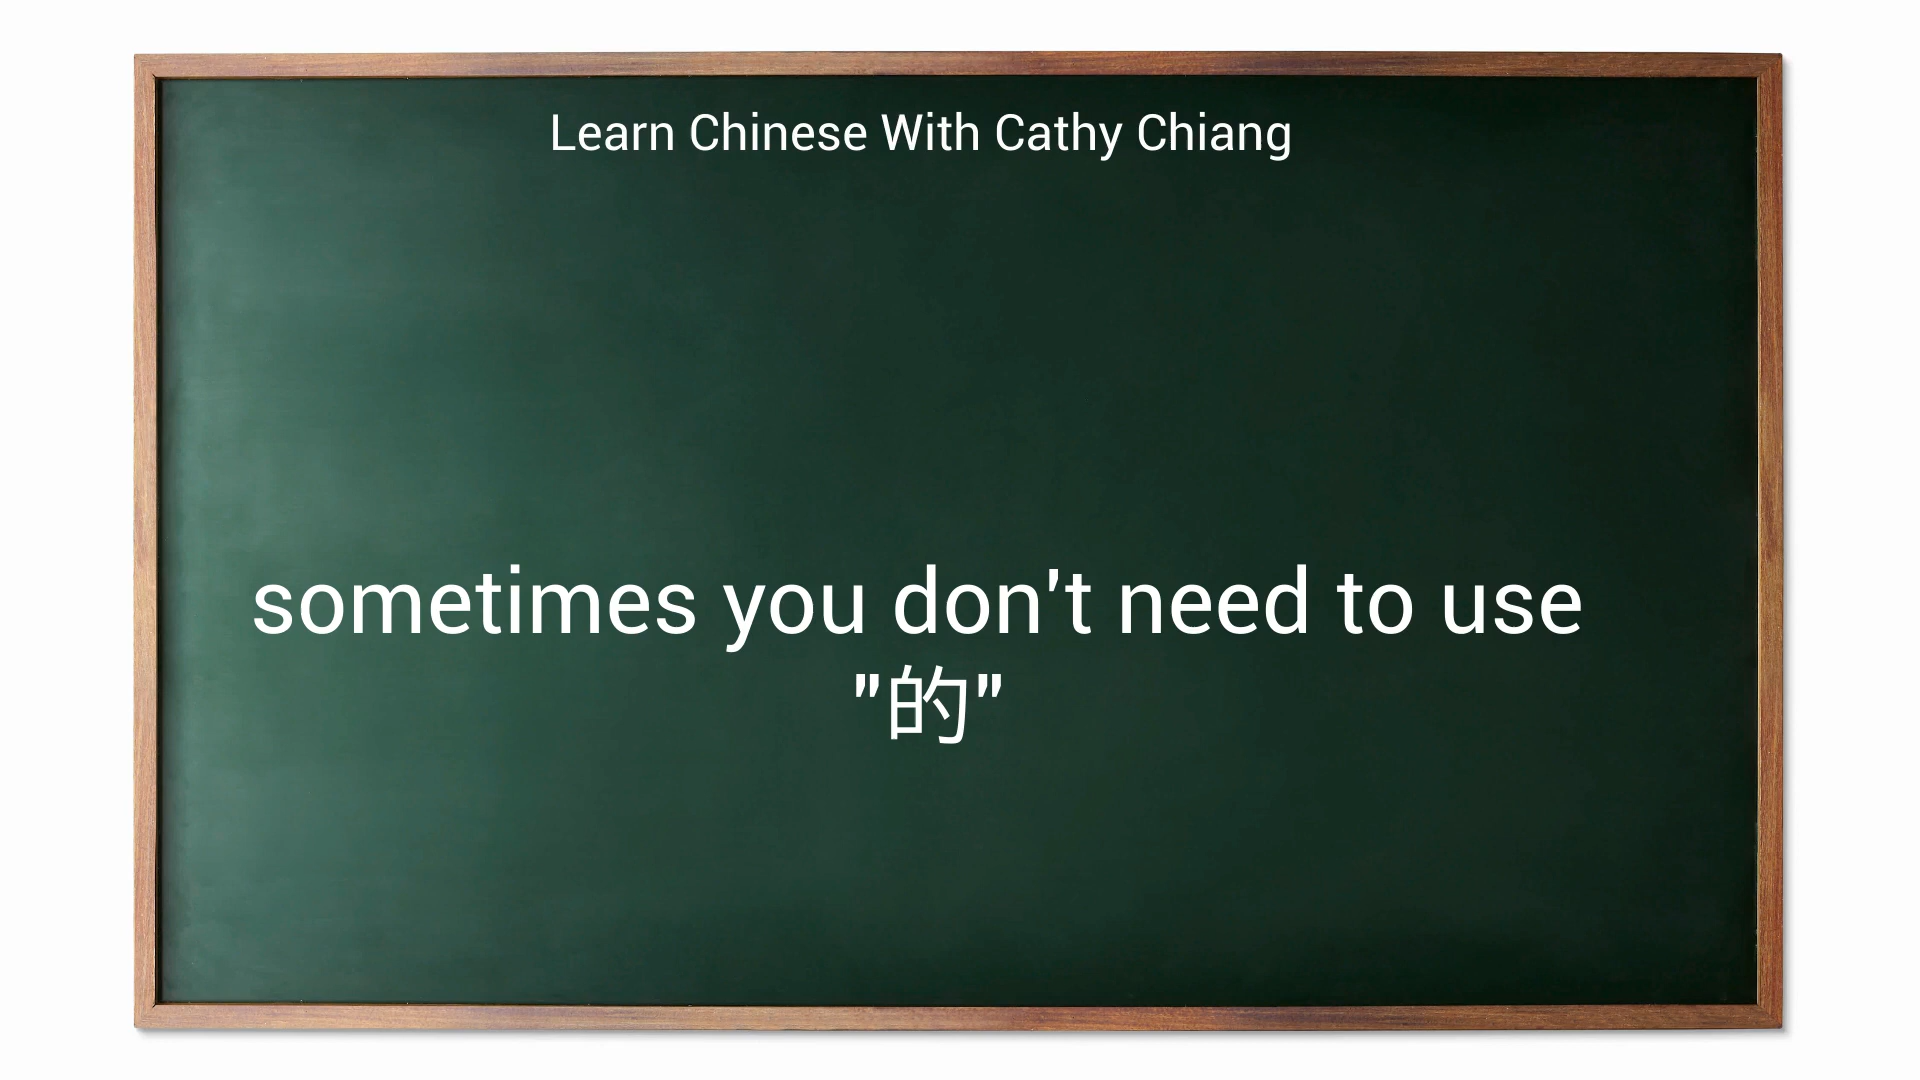 Learn Chinese With Cathy Chiang
sometimes you don't need to use
"的"